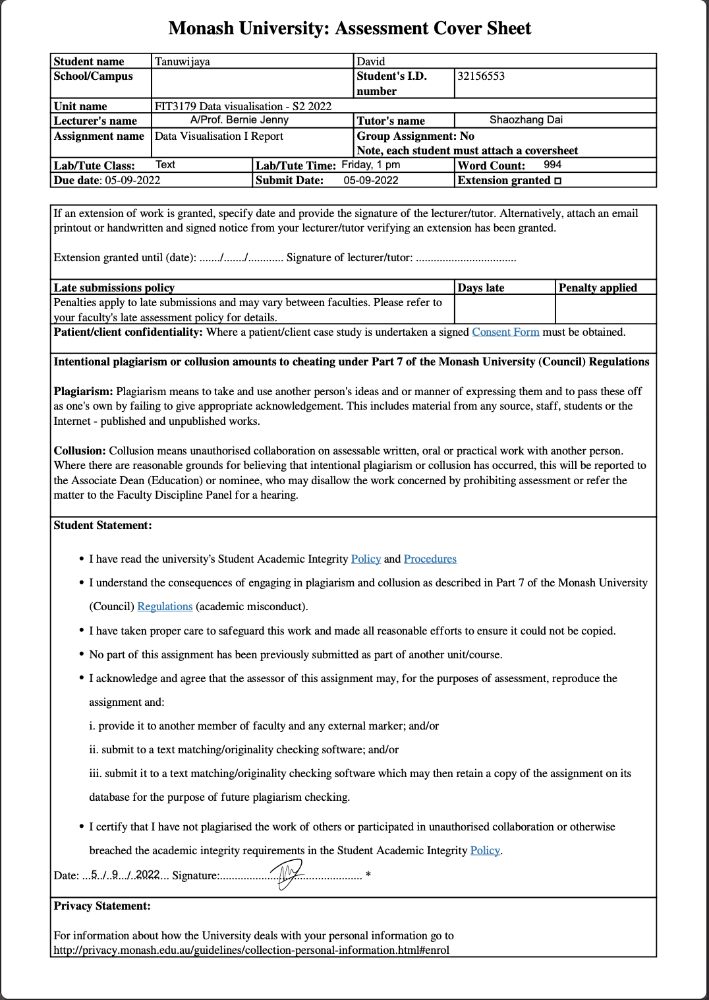 Monash University: Assessment Cover Sheet
Student name Tanuwijaya David
School/Campus Student's I.D. number 32156553
Unit name FIT3179 Data visualisation - S2 2022
Lecturer's name A/Prof. Bernie Jenny Tutor's name Shaozhang Dai
Assignment name Data Visualisation I Report Group Assignment: No
Note, each student must attach a coversheet
Lab/Tute Class: Text Lab/Tute Time: Friday, 1 pm Word Count: 994
Due date: 05-09-2022 Submit Date: 05-09-2022 Extension granted
If an extension of work is granted, specify date and provide the signature of the lecturer/tutor. Alternatively, attach an email
printout or handwritten and signed notice from your lecturer/tutor verifying an extension has been granted.
Extension granted until (date): ......./......./............ Signature of lecturer/tutor: ..................................
Late submissions policy Days late Penalty applied
Penalties apply to late submissions and may vary between faculties. Please refer to
your faculty's late assessment policy for details.
Patient/client confidentiality: Where a patient/client case study is undertaken a signed Consent Form must be obtained.
Intentional plagiarism or collusion amounts to cheating under Part 7 of the Monash University (Council) Regulations
Plagiarism: Plagiarism means to take and use another person's ideas and or manner of expressing them and to pass these off
as one's own by failing to give appropriate acknowledgement. This includes material from any source, staff, students or the
Internet - published and unpublished works.
Collusion: Collusion means unauthorised collaboration on assessable written, oral or practical work with another person.
Where there are reasonable grounds for believing that intentional plagiarism or collusion has occurred, this will be reported to
the Associate Dean (Education) or nominee, who may disallow the work concerned by prohibiting assessment or refer the
matter to the Faculty Discipline Panel for a hearing.
Student Statement:
• I have read the university’s Student Academic Integrity Policy and Procedures
• I understand the consequences of engaging in plagiarism and collusion as described in Part 7 of the Monash University
(Council) Regulations (academic misconduct).
• I have taken proper care to safeguard this work and made all reasonable efforts to ensure it could not be copied.
• No part of this assignment has been previously submitted as part of another unit/course.
• I acknowledge and agree that the assessor of this assignment may, for the purposes of assessment, reproduce the
assignment and:
i. provide it to another member of faculty and any external marker; and/or
ii. submit to a text matching/originality checking software; and/or
iii. submit it to a text matching/originality checking software which may then retain a copy of the assignment on its
database for the purpose of future plagiarism checking.
• I certify that I have not plagiarised the work of others or participated in unauthorised collaboration or otherwise
breached the academic integrity requirements in the Student Academic Integrity Policy.
Date: ...5../..9.../..2022... Signature:................................................ *
Privacy Statement:
For information about how the University deals with your personal information go to
http://privacy.monash.edu.au/guidelines/collection-personal-information.html#enrol